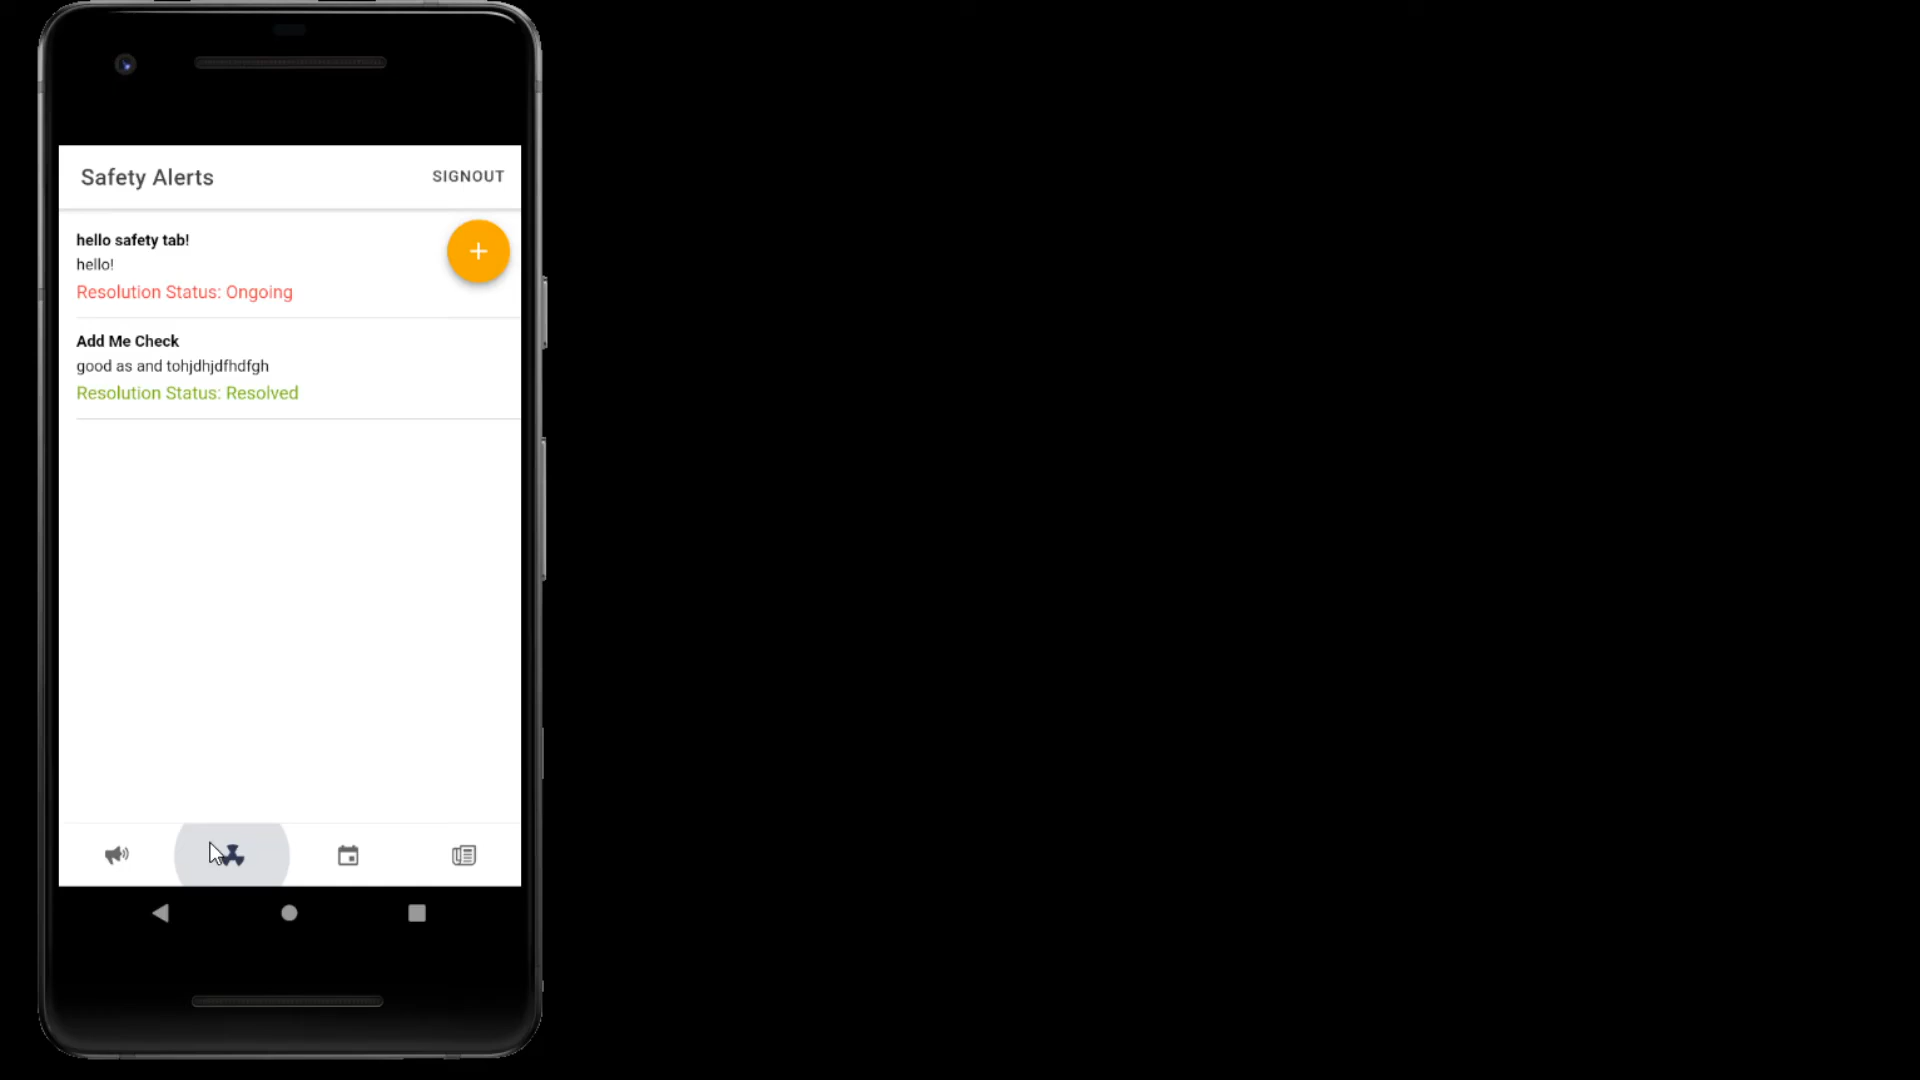 Safety Alerts
SIGNOUT
hello safety tab!
hello!
Resolution Status: Ongoing
Add Me Check
good as and tohjdhjdfhdfgh
Resolution Status: Resolved